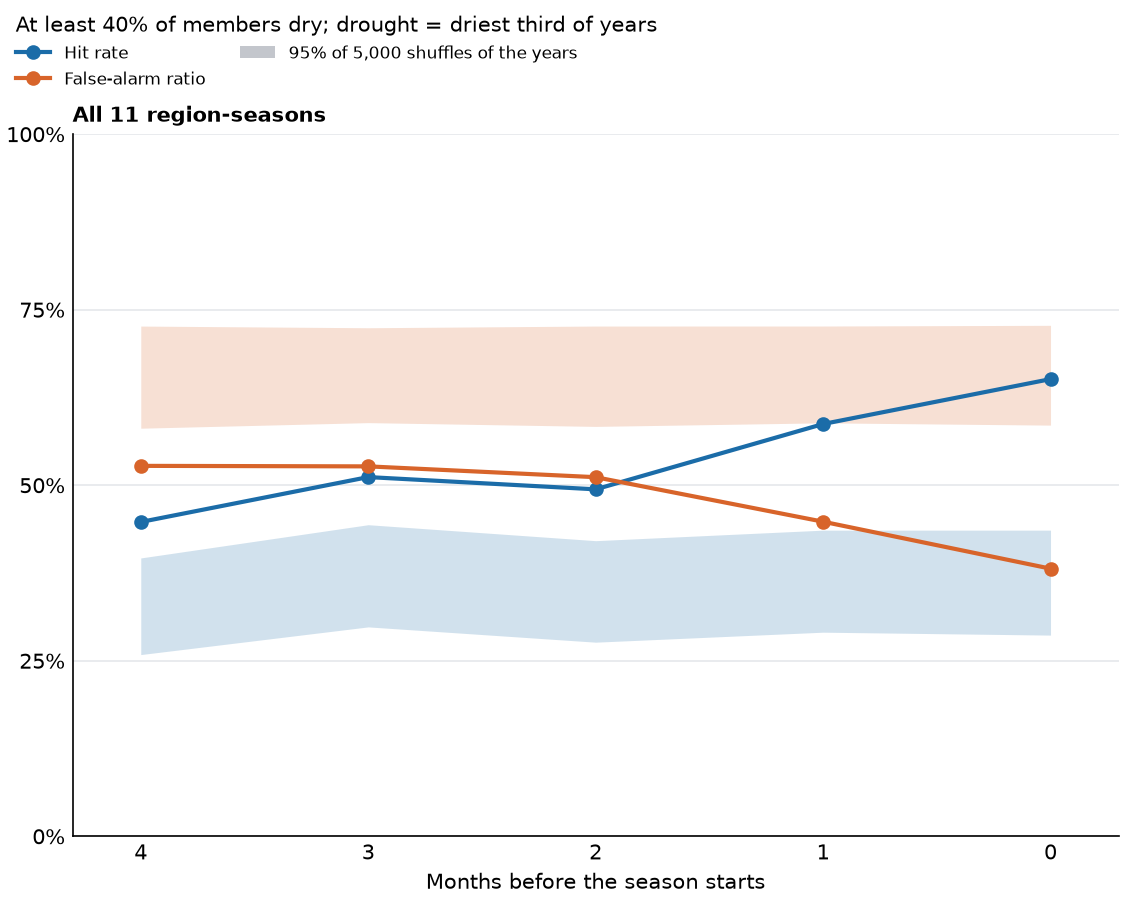 At least 40% of members dry; drought = driest third of years
Hit rate
95% of 5,000 shuffles of the years
False-alarm ratio
All 11 region-seasons
100%
75%
50%
25%
0%
4 3 2 1 0
Months before the season starts